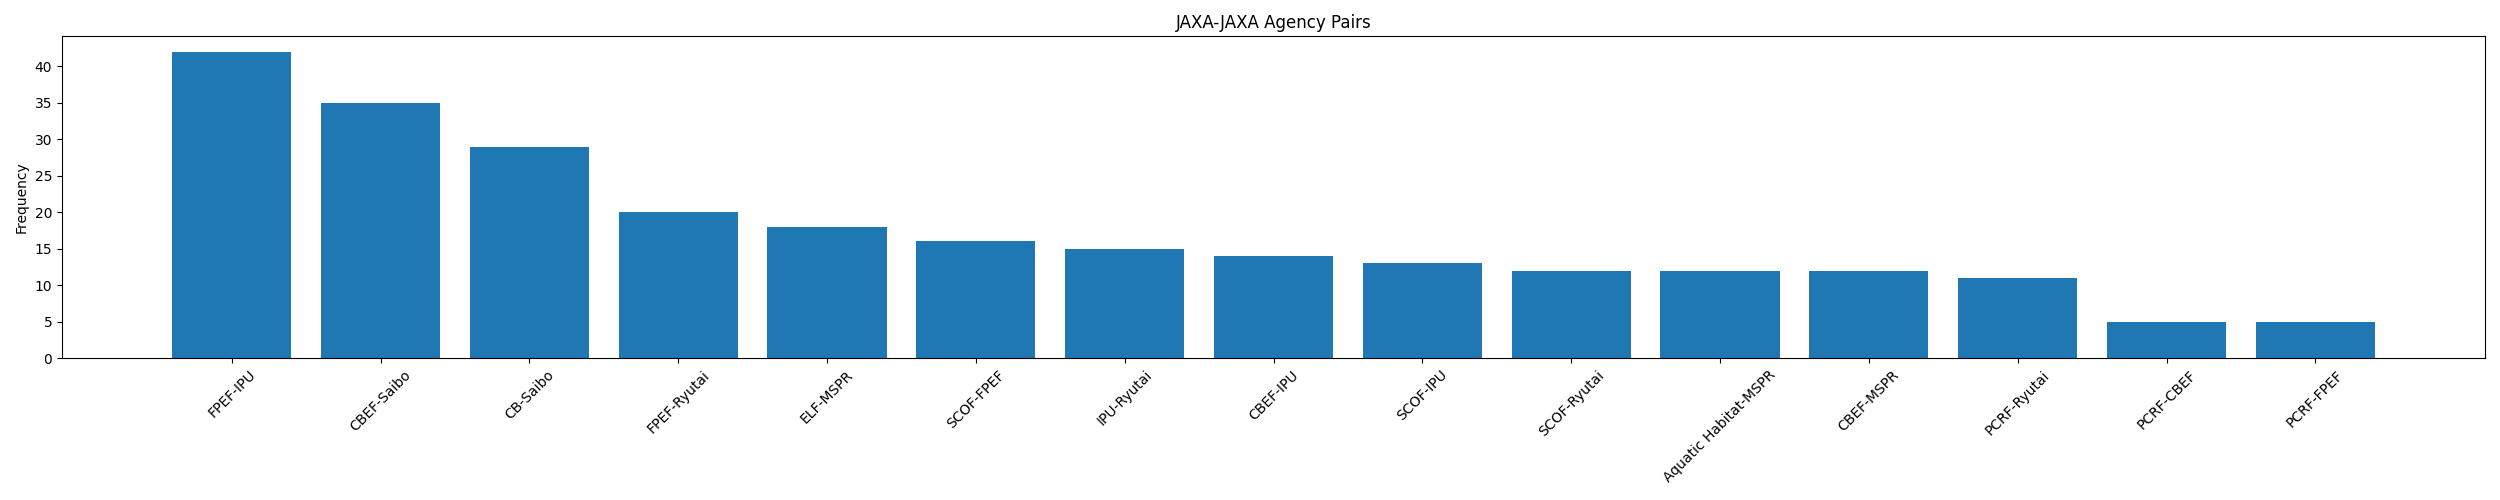 JAXA-JAXA Agency Pairs
Frequency
40
35
30
25
20
15
10
5
0
FPEF-IPU
CBEF-Saibo
CB-Saibo
FPEF-Ryutai
ELF-MSPR
SCOF-FPEF
IPU-Ryutai
CBEF-IPU
SCOF-IPU
SCOF-Ryutai
Aquatic Habitat-MSPR
CBEF-MSPR
PCRF-Ryutai
PCRF-CBEF
PCRF-FPEF